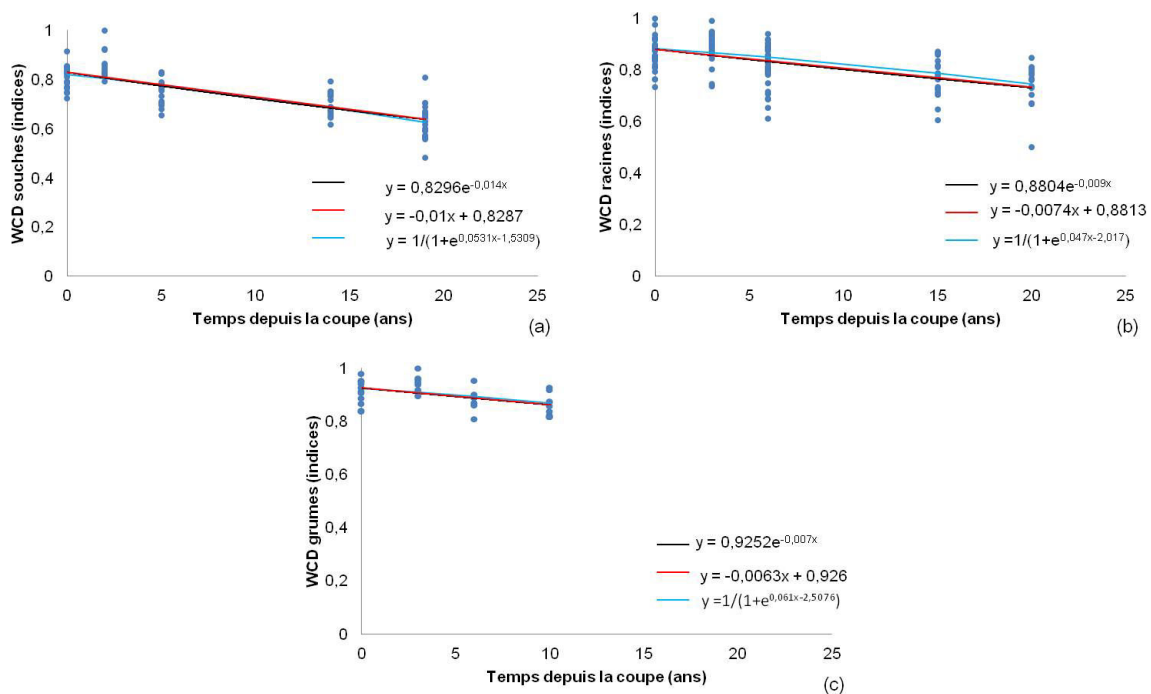 WCD souches (indices)
1
0,8
0,6
0,4
0,2
0
y = 0,8296e-0,014x
y = -0,01x + 0,8287
y = 1/(1+e0,0531x-1,5309)
0 5 10 15 20 25
Temps depuis la coupe (ans)
(a)
WCD racines (indices)
1
0,8
0,6
0,4
0,2
0
y = 0,8804e-0,009x
y = -0,0074x + 0,8813
y =1/(1+e0,047x-2,017)
0 5 10 15 20 25
Temps depuis la coupe (ans)
(b)
WCD grumes (indices)
1
0,8
0,6
0,4
0,2
0
y = 0,9252e-0,007x
y = -0,0063x + 0,926
y =1/(1+e0,061x-2,5076)
0 5 10 15 20 25
Temps depuis la coupe (ans)
(c)